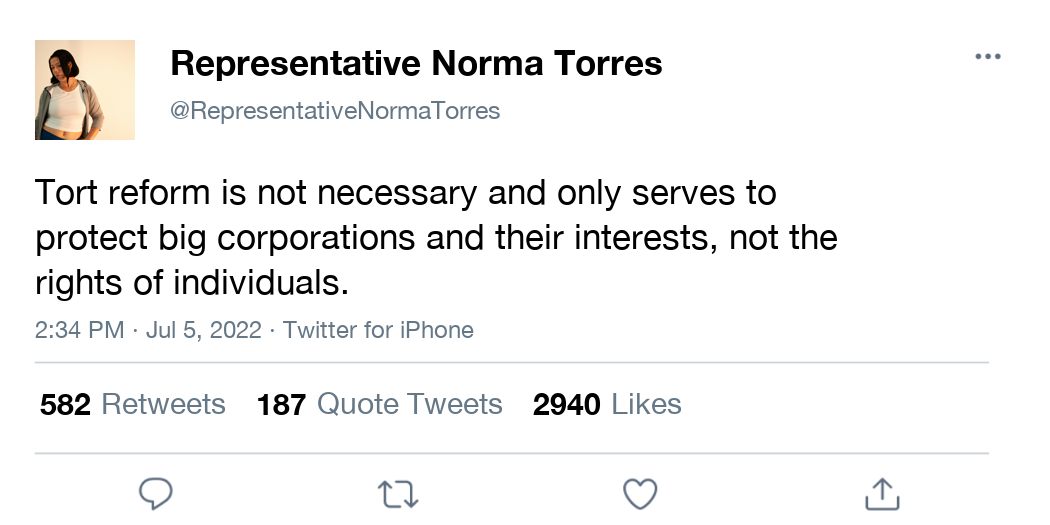 Representative Norma Torres
@RepresentativeNormaTorres
Tort reform is not necessary and only serves to
protect big corporations and their interests, not the
rights of individuals.
2:34 PM · Jul 5, 2022 · Twitter for iPhone
582 Retweets 187 Quote Tweets 2940 Likes